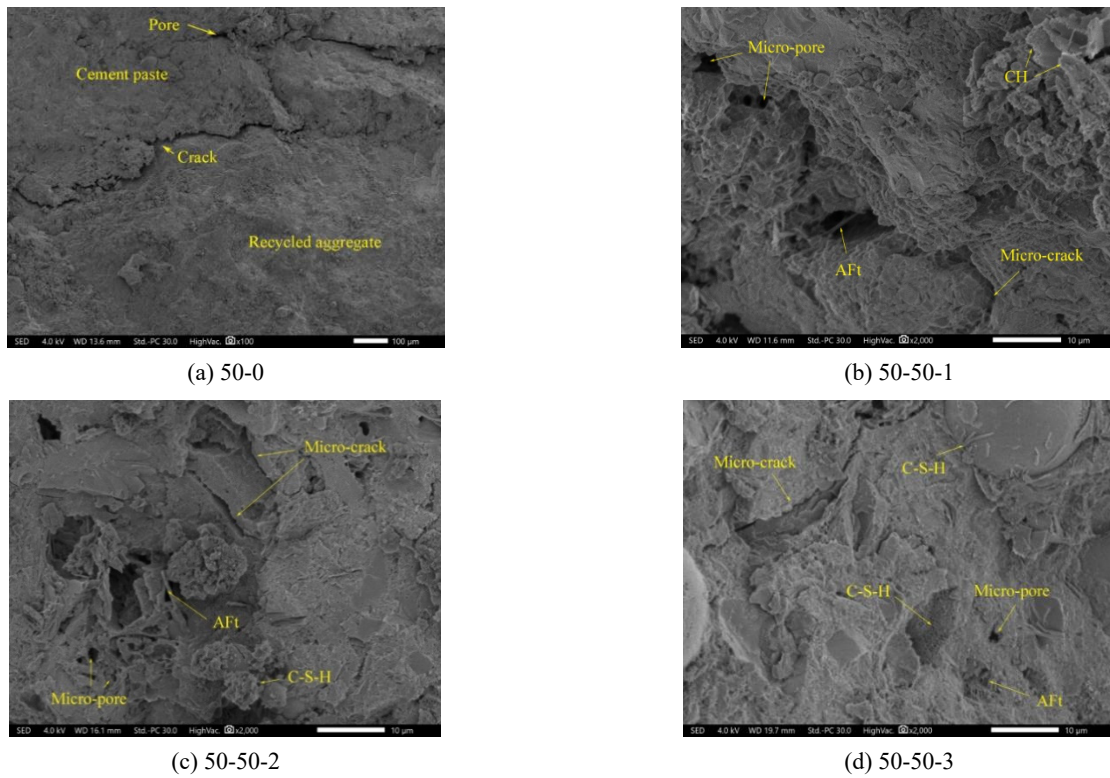 Pore
Cement paste
Crack
Recycled aggregate
SED 4.0 kV WD 13.6 mm Std.-PC 30.0 HighVac. x100 100 µm
(a) 50-0
Micro-pore
CH
AFt
Micro-crack
SED 4.0 kV WD 11.6 mm Std.-PC 30.0 HighVac. x2,000 10 µm
(b) 50-50-1
Micro-crack
AFt
C-S-H
Micro-pore
SED 4.0 kV WD 16.1 mm Std.-PC 30.0 HighVac. x2,000 10 µm
(c) 50-50-2
C-S-H
Micro-crack
C-S-H
Micro-pore
AFt
SED 4.0 kV WD 19.7 mm Std.-PC 30.0 HighVac. x2,000 10 µm
(d) 50-50-3